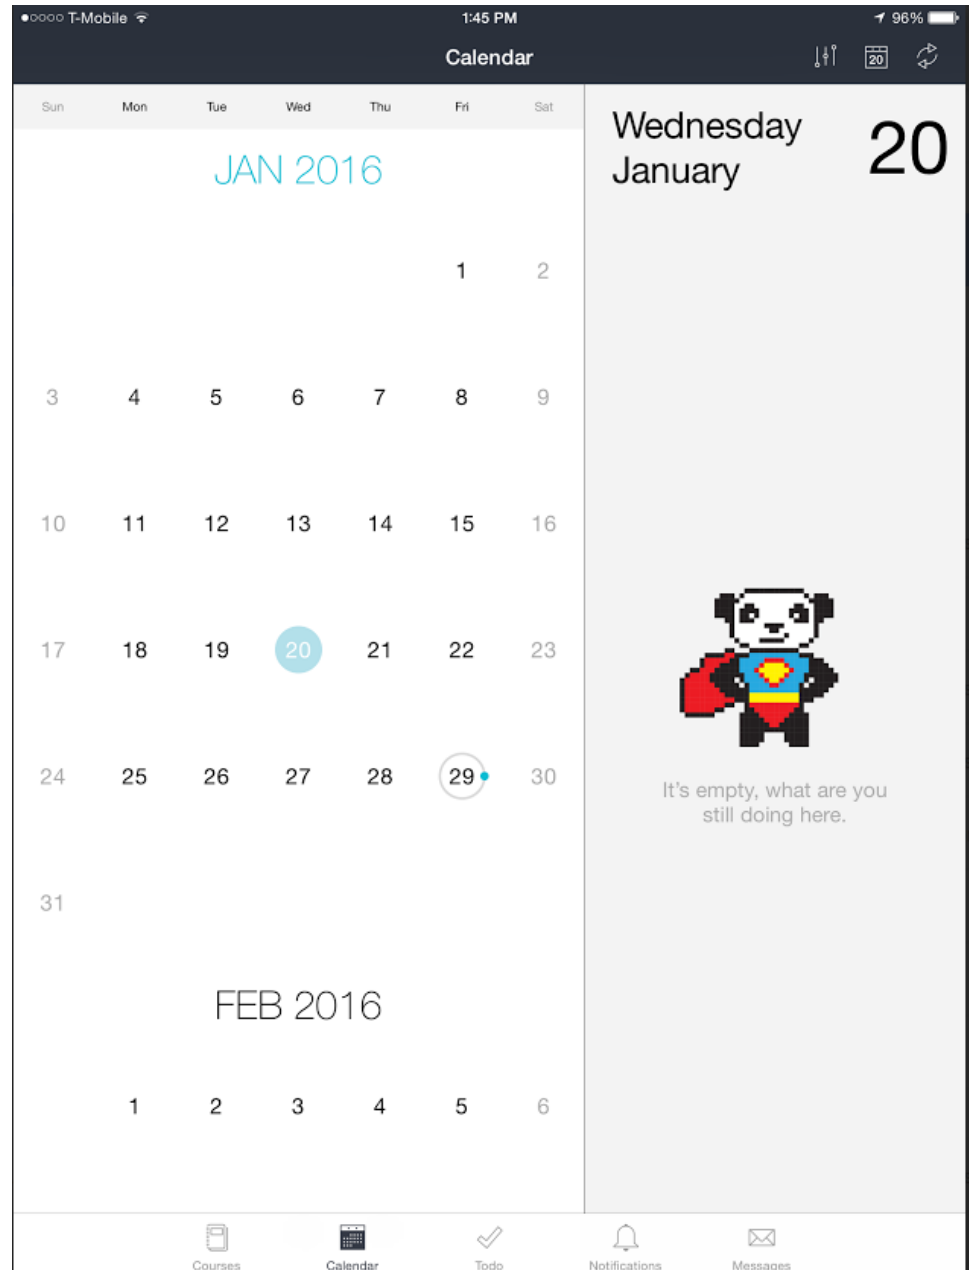 T-Mobile 1:45 PM 96%
Calendar 20
Sun Mon Tue Wed Thu Fri Sat
JAN 2016
1 2
3 4 5 6 7 8 9
10 11 12 13 14 15 16
17 18 19 20 21 22 23
24 25 26 27 28 29 30
31
FEB 2016
1 2 3 4 5 6
Wednesday
January
20
It's empty, what are you
still doing here.
Courses Calendar Todo Notifications Messages